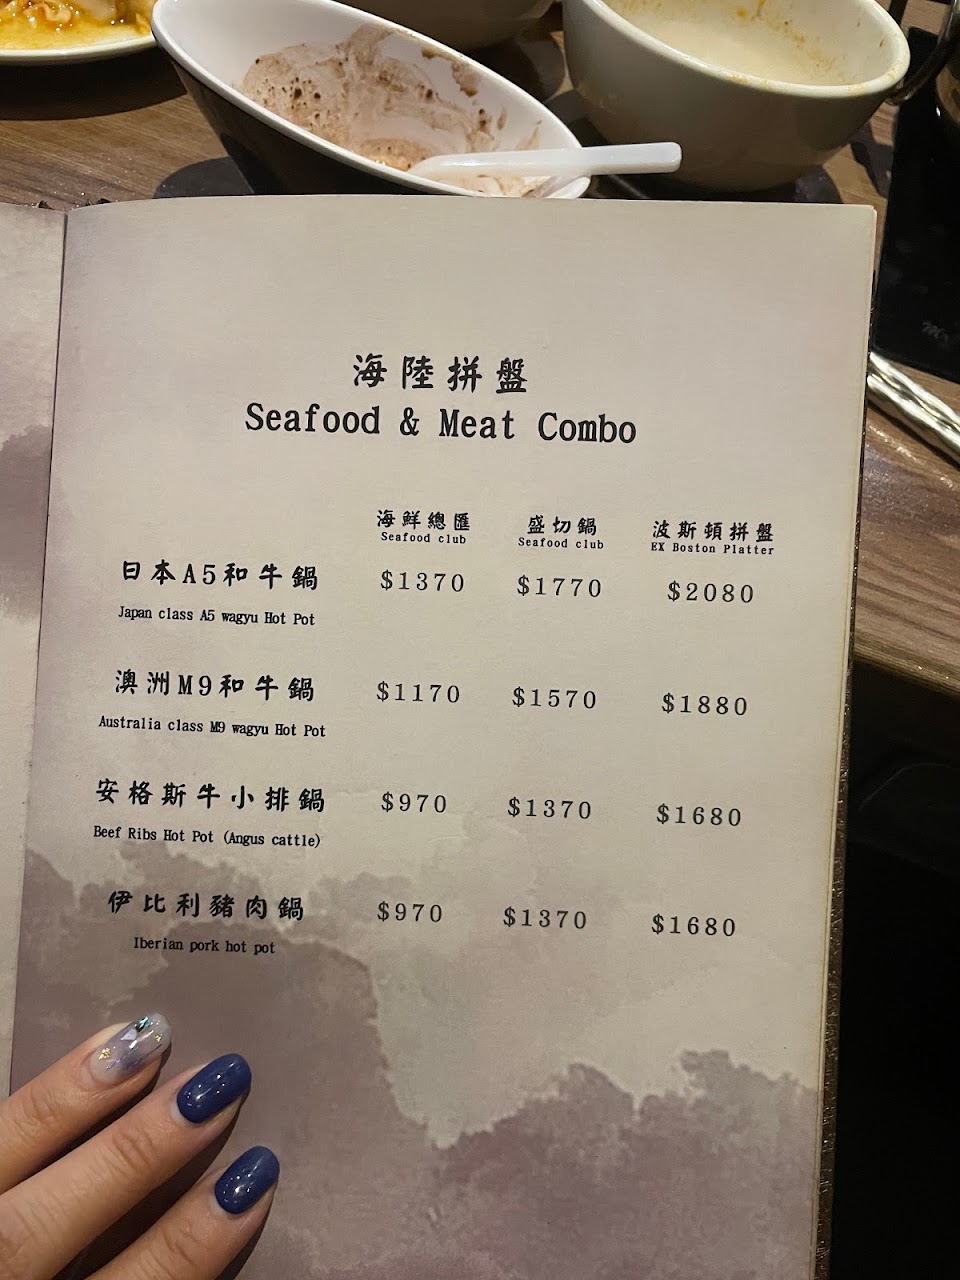 海陸拼盤
Seafood & Meat Combo
海鮮總匯 盛切鍋 波斯頓拼盤
Seafood club Seafood club EX Boston Platter
日本A5和牛鍋 $1370 $1770 $2080
Japan class A5 wagyu Hot Pot
澳洲M9和牛鍋 $1170 $1570 $1880
Australia class M9 wagyu Hot Pot
安格斯牛小排鍋 $970 $1370 $1680
Beef Ribs Hot Pot (Angus cattle)
伊比利豬肉鍋 $970 $1370 $1680
Iberian pork hot pot